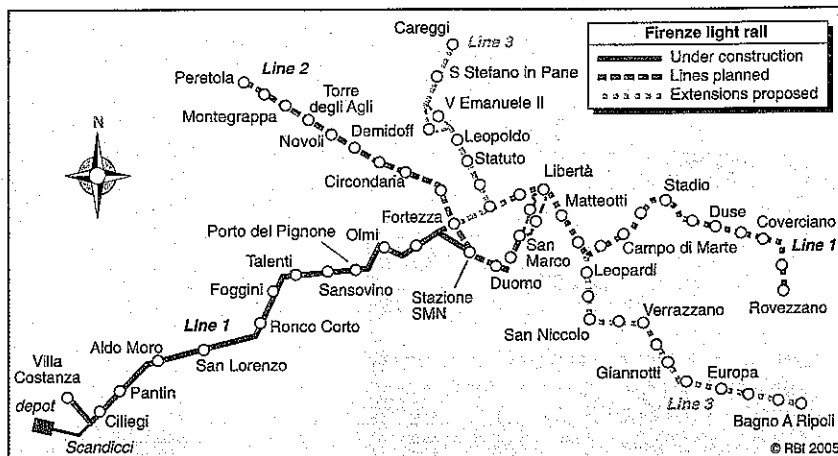 Firenze light rail
Under construction
Lines planned
Extensions proposed
Careggi
Line 3
S Stefano in Pane
V Emanuele II
Leopoldo
Statuto
Line 2
Peretola
Montegrappa
Torre
degli Agli
Novoli
Demidoff
Circondaria
N
Libertà
Matteotti
Stadio
Duse
Coverciano
Line 1
Campo di Marte
Rovezzano
Fortezza
Porto del Pignone
Olmi
San
Marco
Leopardi
Talenti
Sansovino
Stazione
SMN
Duomo
Foggini
Line 1
Ronco Corto
San Niccolo
Verrazzano
Aldo Moro
San Lorenzo
Giannotti
Europa
Villa
Costanza
Pantin
Line 3
depot
Ciliegi
Bagno A Ripoli
Scandicci
© RBI 2005